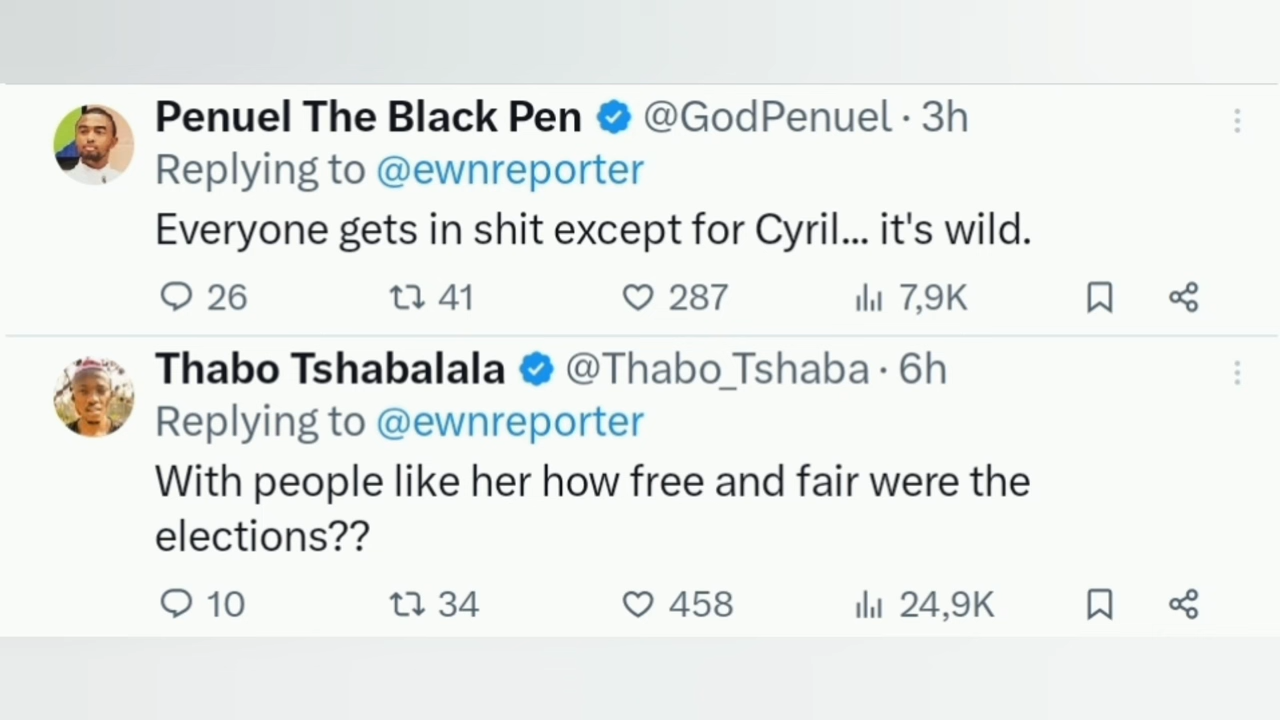 Penuel The Black Pen @GodPenuel · 3h
Replying to @ewnreporter
Everyone gets in shit except for Cyril... it's wild.
26 41 287 7,9K
Thabo Tshabalala @Thabo_Tshaba · 6h
Replying to @ewnreporter
With people like her how free and fair were the
elections??
10 34 458 24,9K